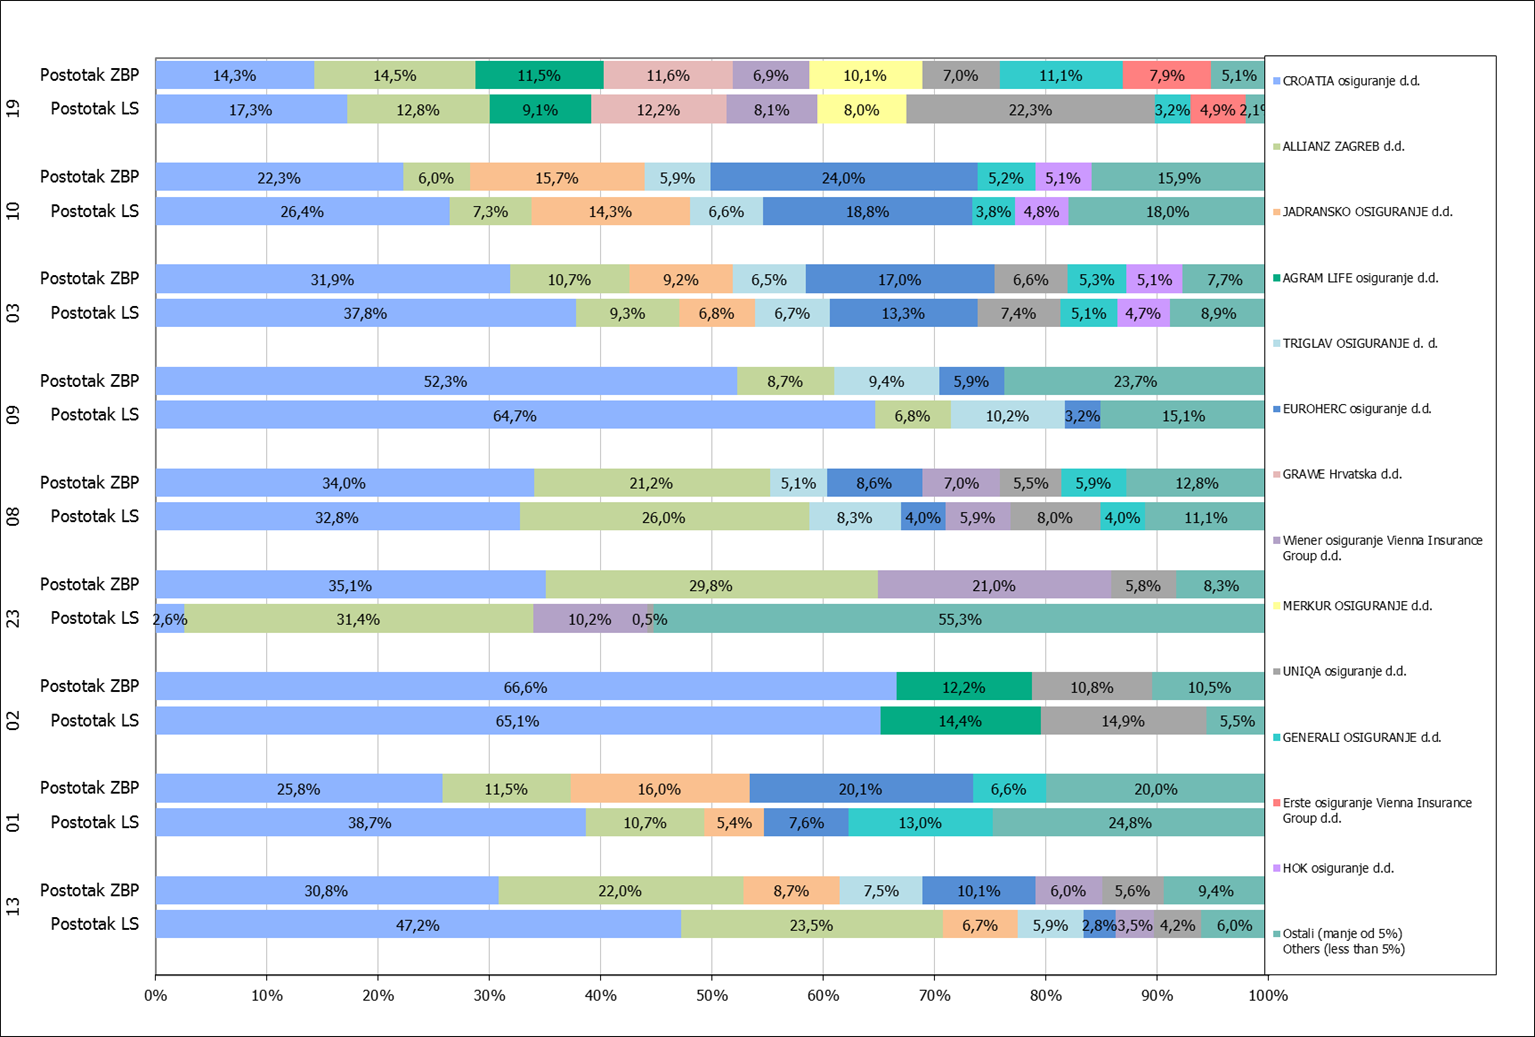 19
Postotak ZBP 14,3% 14,5% 11,5% 11,6% 6,9% 10,1% 7,0% 11,1% 7,9% 5,1%
Postotak LS 17,3% 12,8% 9,1% 12,2% 8,1% 8,0% 22,3% 3,2% 4,9% 2,1%
10
Postotak ZBP 22,3% 6,0% 15,7% 5,9% 24,0% 5,2% 5,1% 15,9%
Postotak LS 26,4% 7,3% 14,3% 6,6% 18,8% 3,8% 4,8% 18,0%
03
Postotak ZBP 31,9% 10,7% 9,2% 6,5% 17,0% 6,6% 5,3% 5,1% 7,7%
Postotak LS 37,8% 9,3% 6,8% 6,7% 13,3% 7,4% 5,1% 4,7% 8,9%
09
Postotak ZBP 52,3% 8,7% 9,4% 5,9% 23,7%
Postotak LS 64,7% 6,8% 10,2% 3,2% 15,1%
08
Postotak ZBP 34,0% 21,2% 5,1% 8,6% 7,0% 5,5% 5,9% 12,8%
Postotak LS 32,8% 26,0% 8,3% 4,0% 5,9% 8,0% 4,0% 11,1%
23
Postotak ZBP 35,1% 29,8% 21,0% 5,8% 8,3%
Postotak LS 2,6% 31,4% 10,2% 0,5% 55,3%
02
Postotak ZBP 66,6% 12,2% 10,8% 10,5%
Postotak LS 65,1% 14,4% 14,9% 5,5%
01
Postotak ZBP 25,8% 11,5% 16,0% 20,1% 6,6% 20,0%
Postotak LS 38,7% 10,7% 5,4% 7,6% 13,0% 24,8%
13
Postotak ZBP 30,8% 22,0% 8,7% 7,5% 10,1% 6,0% 5,6% 9,4%
Postotak LS 47,2% 23,5% 6,7% 5,9% 2,8% 3,5% 4,2% 6,0%
0% 10% 20% 30% 40% 50% 60% 70% 80% 90% 100%
CROATIA osiguranje d.d.
ALLIANZ ZAGREB d.d.
JADRANSKO OSIGURANJE d.d.
AGRAM LIFE osiguranje d.d.
TRIGLAV OSIGURANJE d. d.
EUROHERC osiguranje d.d.
GRAWE Hrvatska d.d.
Wiener osiguranje Vienna Insurance
Group d.d.
MERKUR OSIGURANJE d.d.
UNIQA osiguranje d.d.
GENERALI OSIGURANJE d.d.
Erste osiguranje Vienna Insurance
Group d.d.
HOK osiguranje d.d.
Ostali (manje od 5%)
Others (less than 5%)